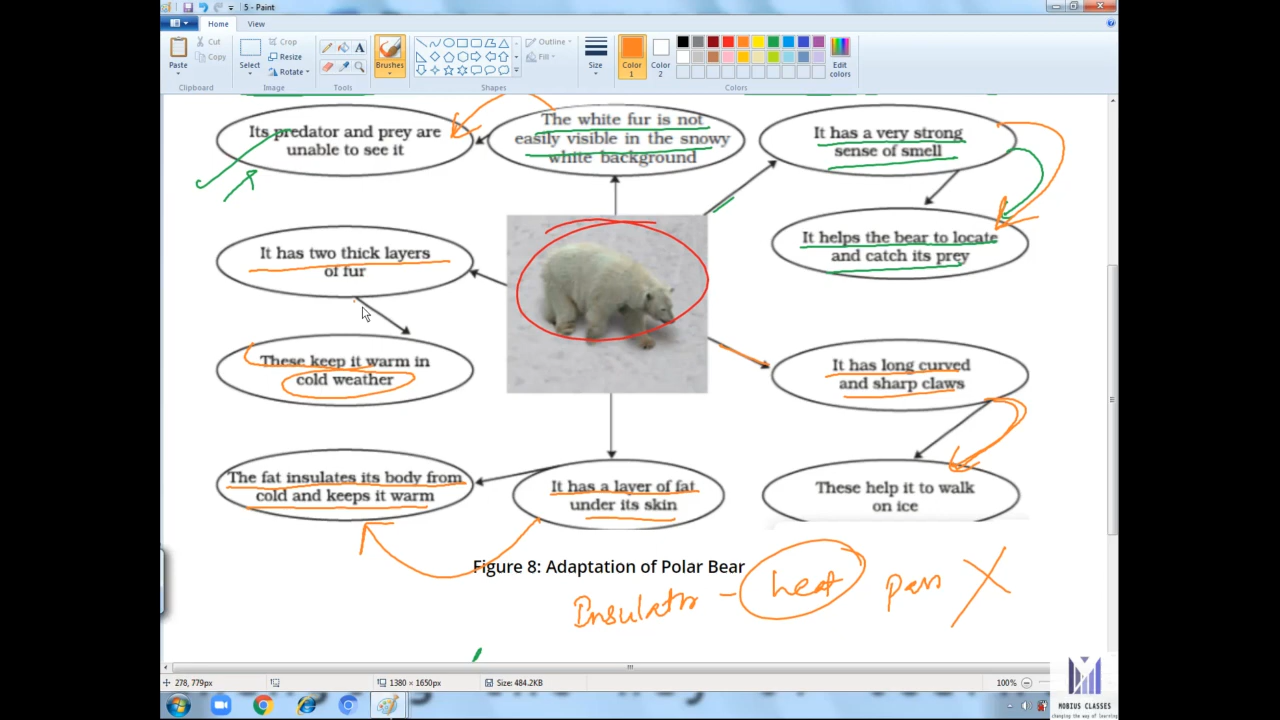 5 - Paint
Home
View
Paste
Cut
Copy
Clipboard
Select
Crop
Resize
Rotate
Image
Tools
Brushes
Shapes
Outline
Fill
Size
Color
1
Color
2
Edit
colors
Colors
Its predator and prey are
unable to see it
The white fur is not
easily visible in the snowy
white background
It has a very strong
sense of smell
It helps the bear to locate
and catch its prey
It has two thick layers
of fur
These keep it warm in
cold weather
It has long curved
and sharp claws
The fat insulates its body from
cold and keeps it warm
It has a layer of fat
under its skin
These help it to walk
on ice
Figure 8: Adaptation of Polar Bear
Insulator - heat pass X
278, 779px
1380 × 1650px
Size: 484.2KB
100%
MOBIUS CLASSES
changing the way of learning